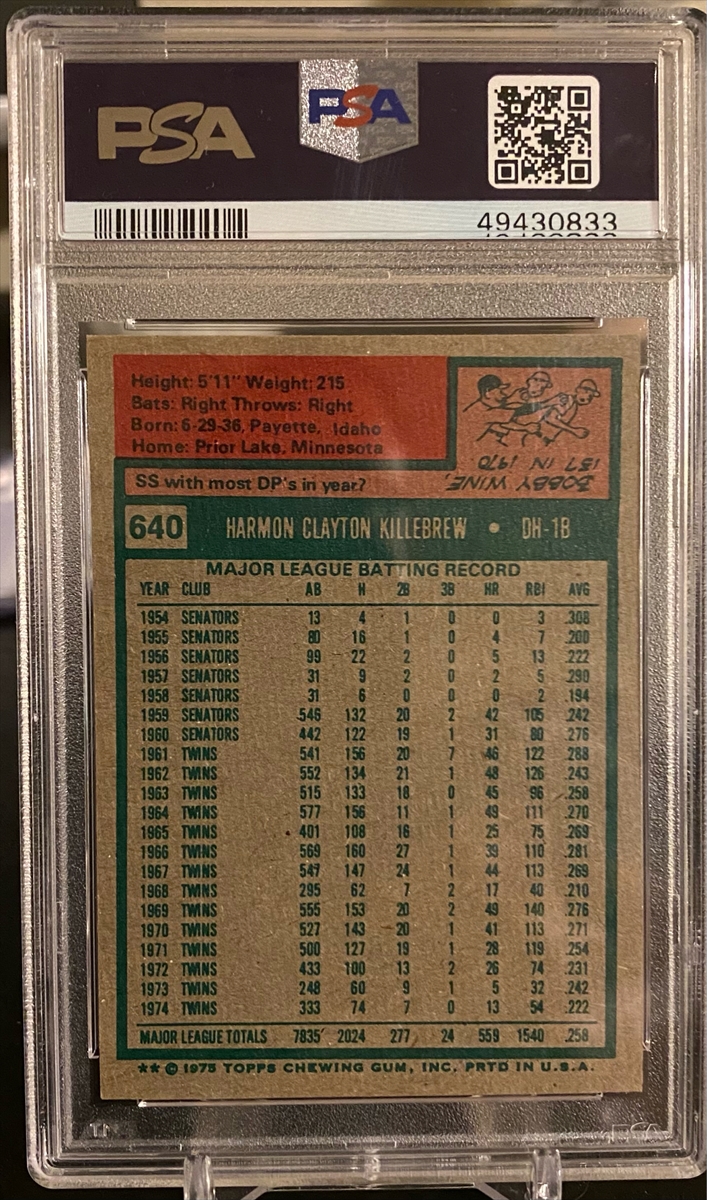 PSA
PSA
49430833
Height: 5'11" Weight: 215
Bats: Right Throws: Right
Born: 6-29-36, Payette, Idaho
Home: Prior Lake, Minnesota
SS with most DP's in year?
BOBBY WINE,
157 IN 1970
640 HARMON CLAYTON KILLEBREW • DH-1B
MAJOR LEAGUE BATTING RECORD
YEAR CLUB AB H 2B 3B HR RBI AVG
1954 SENATORS 13 4 1 0 0 3 .308
1955 SENATORS 80 16 1 0 4 7 .200
1956 SENATORS 99 22 2 0 5 13 .222
1957 SENATORS 31 9 2 0 2 5 .290
1958 SENATORS 31 6 0 0 0 2 .194
1959 SENATORS 546 132 20 2 42 105 .242
1960 SENATORS 442 122 19 1 31 80 .276
1961 TWINS 541 156 20 7 46 122 .288
1962 TWINS 552 134 21 1 48 126 .243
1963 TWINS 515 133 18 0 45 96 .258
1964 TWINS 577 156 11 1 49 111 .270
1965 TWINS 401 108 16 1 25 75 .269
1966 TWINS 569 160 27 1 39 110 .281
1967 TWINS 547 147 24 1 44 113 .269
1968 TWINS 295 62 7 2 17 40 .210
1969 TWINS 555 153 20 2 49 140 .276
1970 TWINS 527 143 20 1 41 113 .271
1971 TWINS 500 127 19 1 28 119 .254
1972 TWINS 433 100 13 2 26 74 .231
1973 TWINS 248 60 9 1 5 32 .242
1974 TWINS 333 74 7 0 13 54 .222
MAJOR LEAGUE TOTALS 7835 2024 277 24 559 1540 .258
★★ © 1975 TOPPS CHEWING GUM, INC. PRTD IN U.S.A.